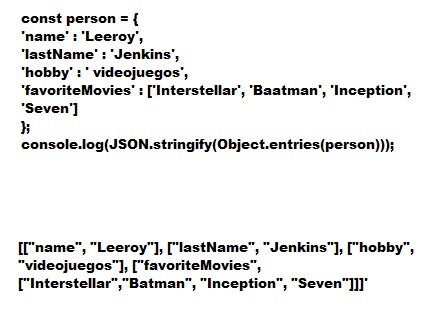 const person = {
'name' : 'Leeroy',
'lastName' : 'Jenkins',
'hobby' : ' videojuegos',
'favoriteMovies' : ['Interstellar', 'Baatman', 'Inception',
'Seven']
};
console.log(JSON.stringify(Object.entries(person)));
[["name", "Leeroy"], ["lastName", "Jenkins"], ["hobby",
"videojuegos"], ["favoriteMovies",
["Interstellar","Batman", "Inception", "Seven"]]]'